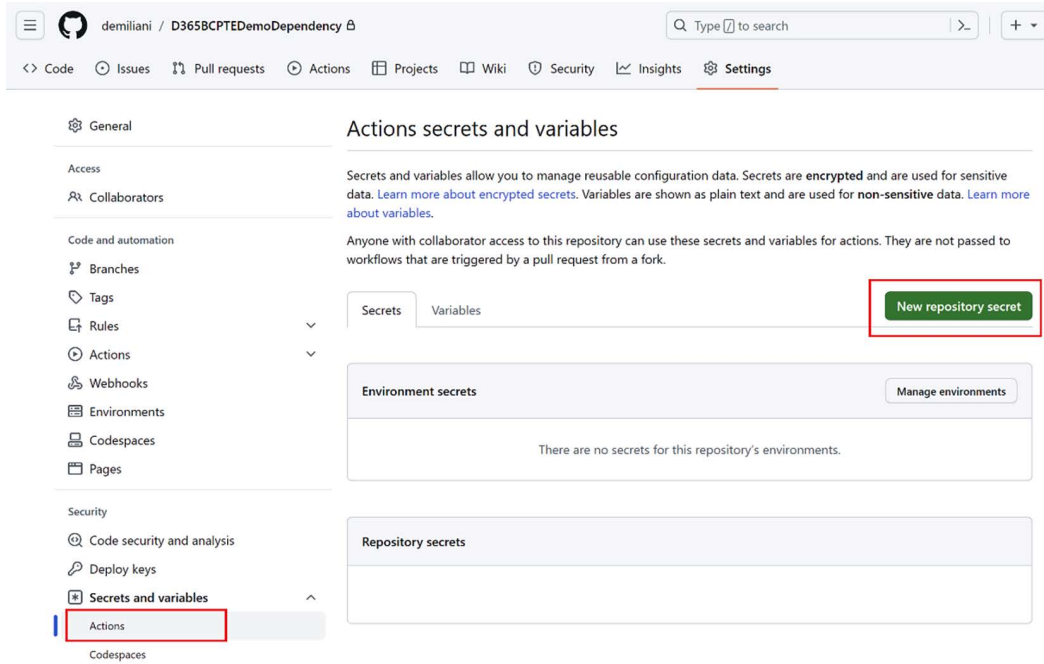 demiliani / D365BCPTEDemoDependency
Type / to search
<> Code Issues Pull requests Actions Projects Wiki Security Insights Settings
General
Access
Collaborators
Code and automation
Branches
Tags
Rules
Actions
Webhooks
Environments
Codespaces
Pages
Security
Code security and analysis
Deploy keys
Secrets and variables
Actions
Codespaces
Actions secrets and variables
Secrets and variables allow you to manage reusable configuration data. Secrets are encrypted and are used for sensitive
data. Learn more about encrypted secrets. Variables are shown as plain text and are used for non-sensitive data. Learn more
about variables.
Anyone with collaborator access to this repository can use these secrets and variables for actions. They are not passed to
workflows that are triggered by a pull request from a fork.
Secrets Variables
New repository secret
Environment secrets
Manage environments
There are no secrets for this repository's environments.
Repository secrets